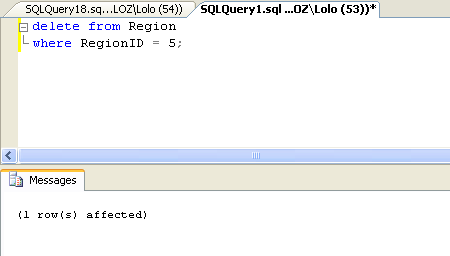 SQLQuery18.sq...LOZ\Lolo (54)) SQLQuery1.sql ...OZ\Lolo (53))*
delete from Region
where RegionID = 5;
Messages
(1 row(s) affected)